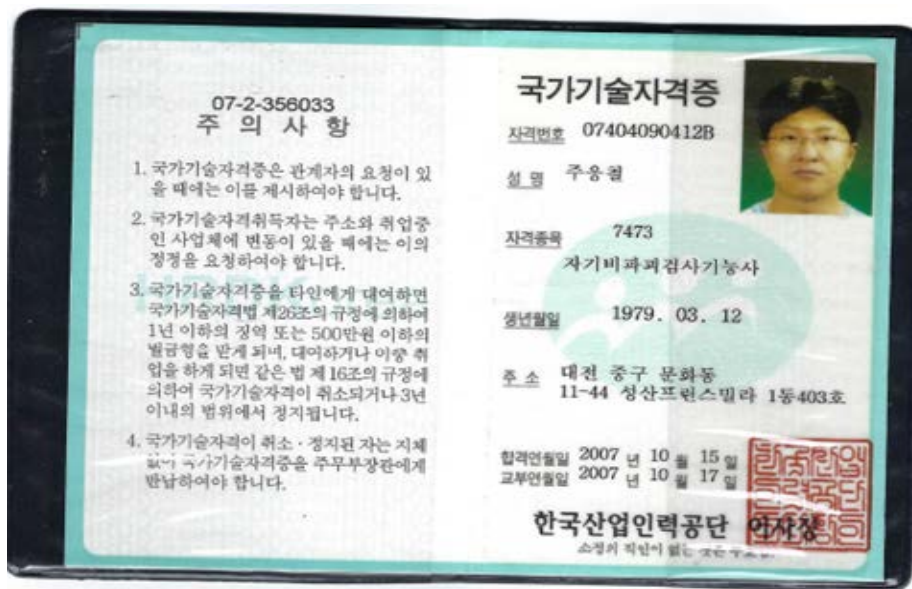 07-2-356033
주 의 사 항
1. 국가기술자격증은 관계자의 요청이 있
을 때에는 이를 제시하여야 합니다.
2. 국가기술자격취득자는 주소와 취업중
인 사업체에 변동이 있을 때에는 이의
정정을 요청하여야 합니다.
3. 국가기술자격증을 타인에게 대여하면
국가기술자격법 제26조의 규정에 의하여
1년 이하의 징역 또는 500만원 이하의
벌금형을 받게 되며, 대여하거나 이중 취
업을 하게 되면 같은 법 제16조의 규정에
의하여 국가기술자격이 취소되거나 3년
이내의 범위에서 정지됩니다.
4. 국가기술자격이 취소·정지된 자는 지체
없이 국가기술자격증을 주무부장관에게
반납하여야 합니다.
국가기술자격증
자격번호 07404090412B
성 명 주웅철
자격종목 7473
자기비파괴검사기능사
생년월일 1979. 03. 12
주 소 대전 중구 문화동
11-44 성산프런스빌라 1동403호
합격연월일 2007 년 10 월 15 일
교부연월일 2007 년 10 월 17 일
한국산업인력공단 이사장
소정의 직인이 없는 것은